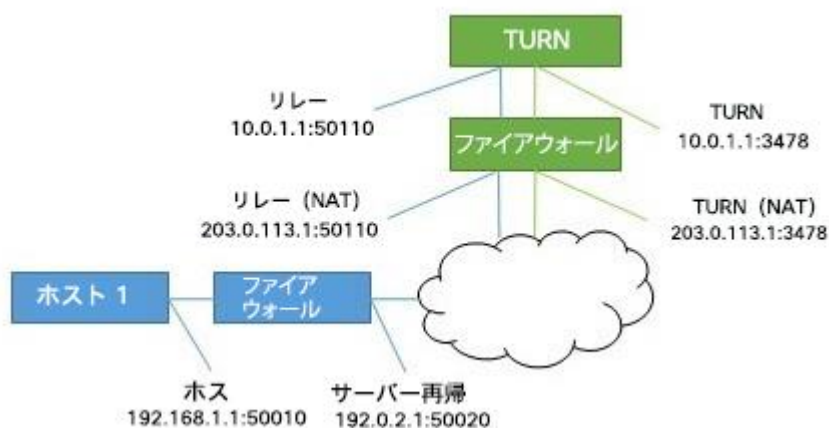 TURN
リレー
10.0.1.1:50110
TURN
10.0.1.1:3478
ファイアウォール
リレー（NAT）
203.0.113.1:50110
TURN（NAT）
203.0.113.1:3478
ホスト 1
ファイア
ウォール
ホス
192.168.1.1:50010
サーバー再帰
192.0.2.1:50020